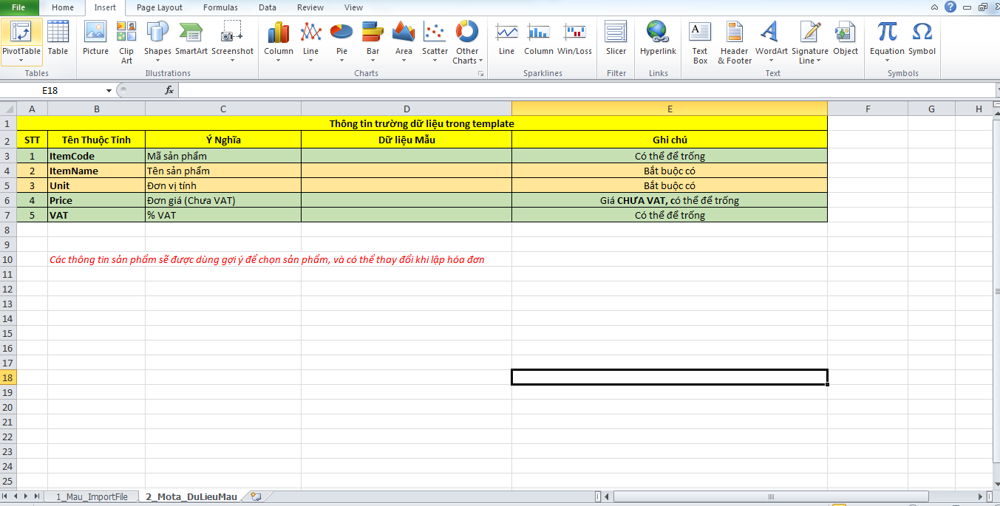 File Home Insert Page Layout Formulas Data Review View
PivotTable Table Picture Clip Art Shapes SmartArt Screenshot Column Line Pie Bar Area Scatter Other Charts Line Column Win/Loss Slicer Hyperlink Text Box Header & Footer WordArt Signature Line Object Equation Symbol
Tables Illustrations Charts Sparklines Filter Links Text Symbols
E18 fx
A B C D E F G H
1 Thông tin trường dữ liệu trong template
2 STT Tên Thuộc Tính Ý Nghĩa Dữ liệu Mẫu Ghi chú
3 1 ItemCode Mã sản phẩm Có thể để trống
4 2 ItemName Tên sản phẩm Bắt buộc có
5 3 Unit Đơn vị tính Bắt buộc có
6 4 Price Đơn giá (Chưa VAT) Giá CHƯA VAT, có thể để trống
7 5 VAT % VAT Có thể để trống
8
9
10 Các thông tin sản phẩm sẽ được dùng gợi ý để chọn sản phẩm, và có thể thay đổi khi lập hóa đơn
11
12
13
14
15
16
17
18
19
20
21
22
23
24
25
1_Mau_ImportFile 2_Mota_DuLieuMau